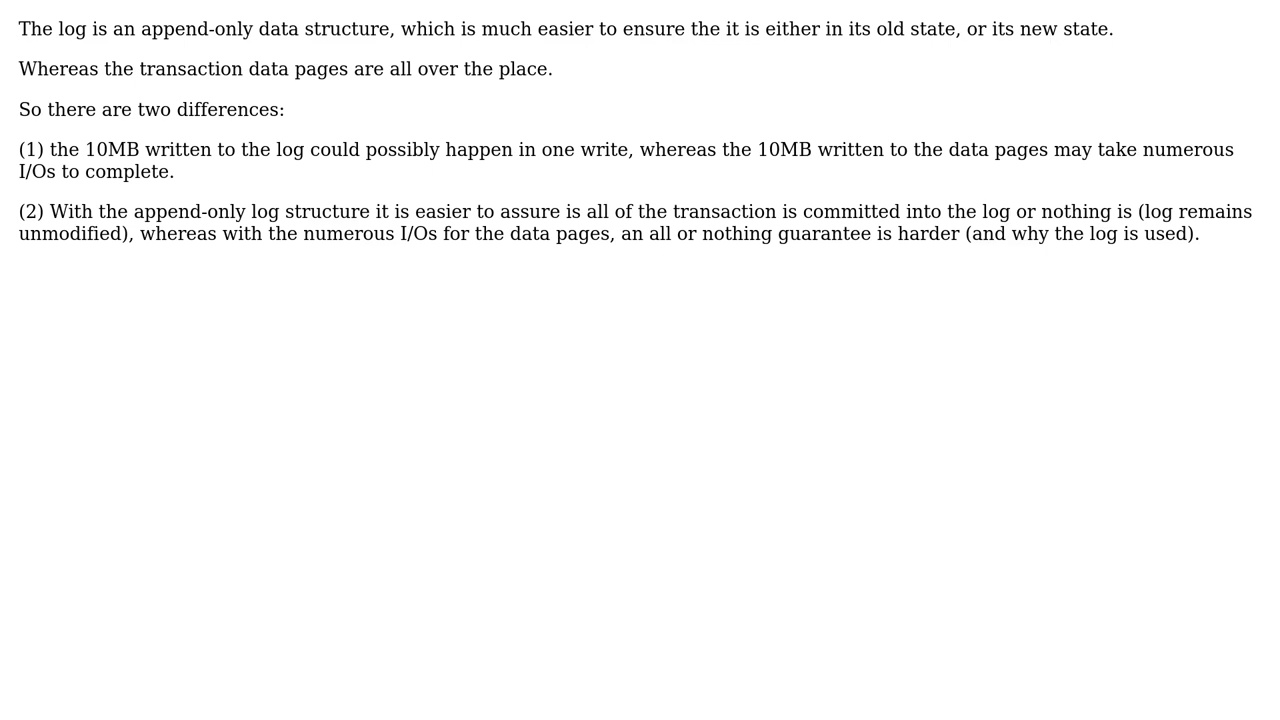 The log is an append-only data structure, which is much easier to ensure the it is either in its old state, or its new state.
Whereas the transaction data pages are all over the place.
So there are two differences:
(1) the 10MB written to the log could possibly happen in one write, whereas the 10MB written to the data pages may take numerous
I/Os to complete.
(2) With the append-only log structure it is easier to assure is all of the transaction is committed into the log or nothing is (log remains
unmodified), whereas with the numerous I/Os for the data pages, an all or nothing guarantee is harder (and why the log is used).